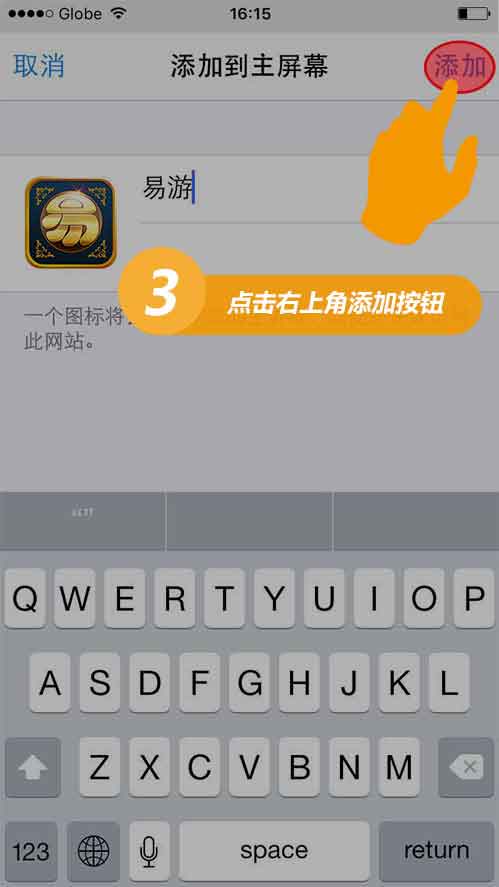 Globe 16:15
取消 添加到主屏幕 添加
易
易游
3 点击右上角添加按钮
一个图标将
此网站。
Q W E R T Y U I O P
A S D F G H J K L
Z X C V B N M
123 space return